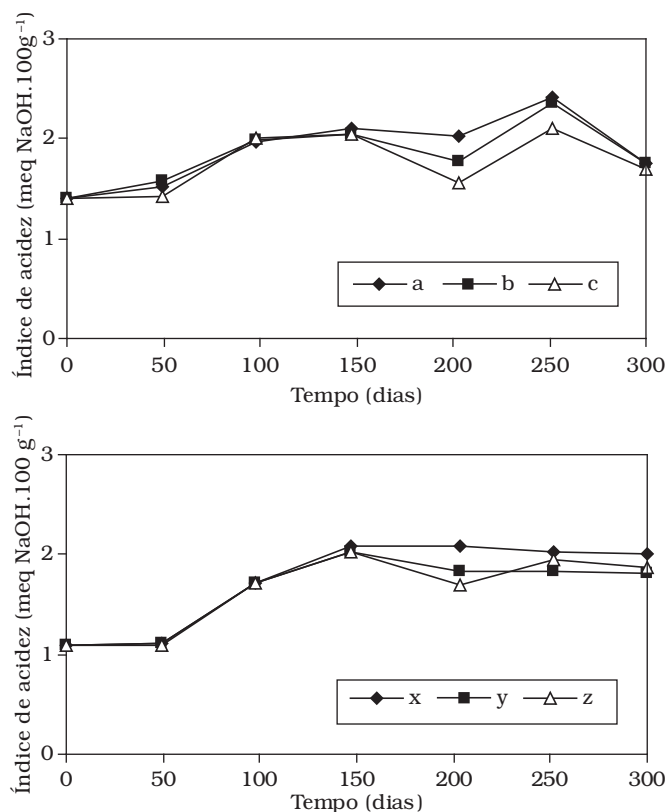 Índice de acidez (meq NaOH.100g⁻¹)
3
2
1
0
a b c
0 50 100 150 200 250 300
Tempo (dias)
Índice de acidez (meq NaOH.100 g⁻¹)
3
2
1
0
x y z
0 50 100 150 200 250 300
Tempo (dias)